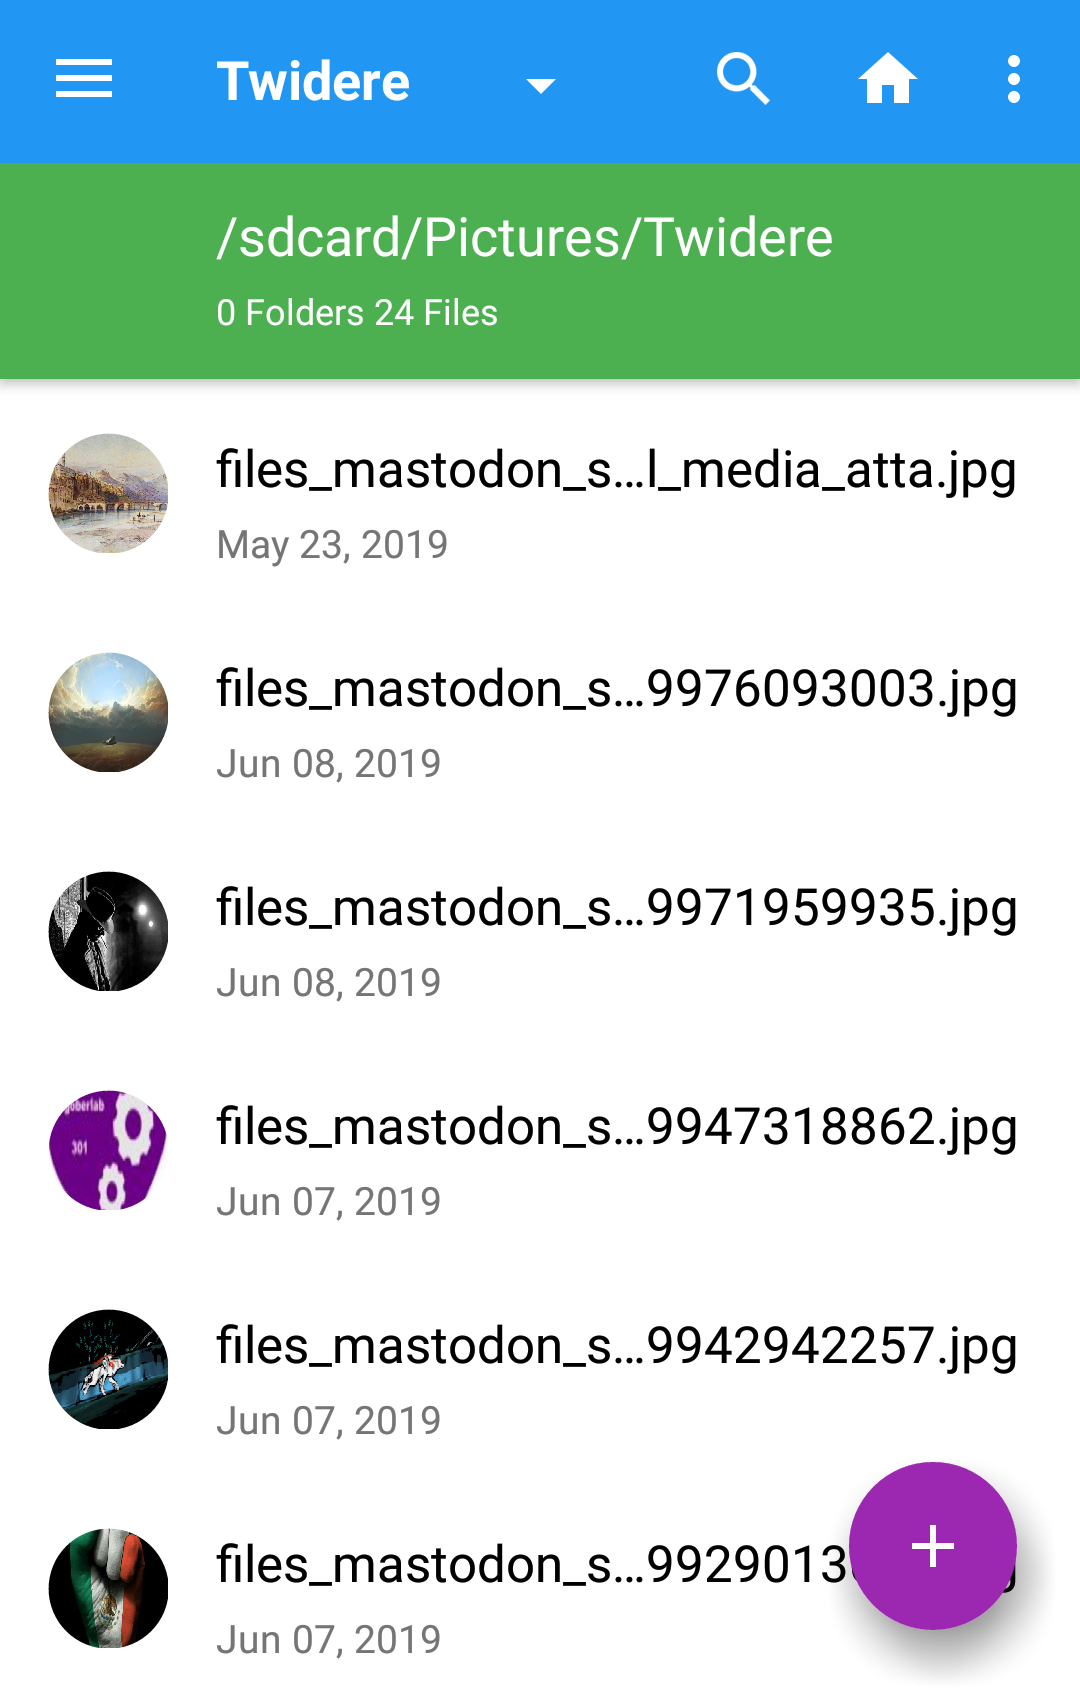 Twidere
/sdcard/Pictures/Twidere
0 Folders 24 Files
files_mastodon_s...l_media_atta.jpg
May 23, 2019
files_mastodon_s...9976093003.jpg
Jun 08, 2019
files_mastodon_s...9971959935.jpg
Jun 08, 2019
goberlab
301
files_mastodon_s...9947318862.jpg
Jun 07, 2019
files_mastodon_s...9942942257.jpg
Jun 07, 2019
files_mastodon_s...9929013
Jun 07, 2019